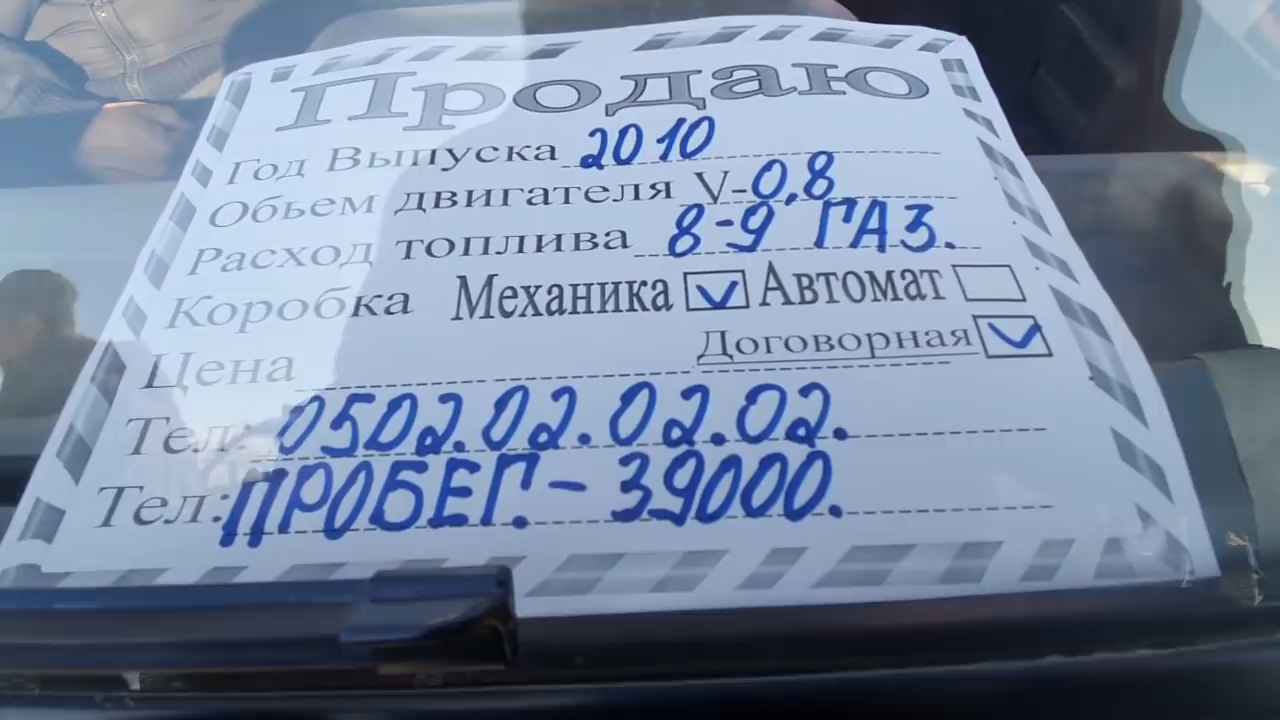 Продаю
Год Выпуска 2010
Обьем двигателя V-0,8
Расход топлива 8-9 ГАЗ.
Коробка Механика Автомат
Цена Договорная
Тел: 0502.02.02.02.
Тел: ПРОБЕГ.- 39000.